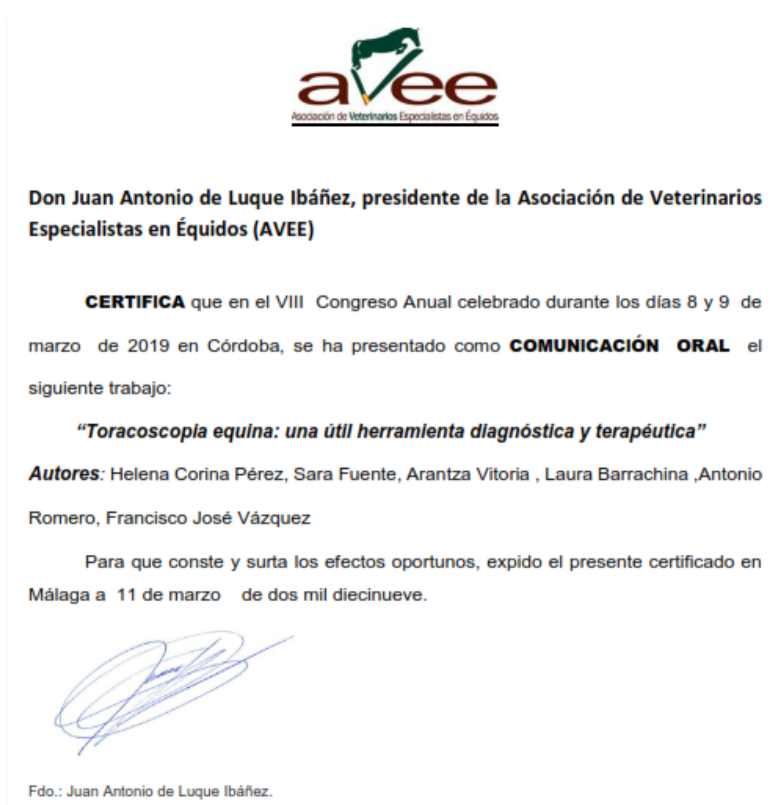 avee
Asociación de Veterinarios Especialistas en Équidos
Don Juan Antonio de Luque Ibáñez, presidente de la Asociación de Veterinarios
Especialistas en Équidos (AVEE)
CERTIFICA que en el VIII Congreso Anual celebrado durante los días 8 y 9 de
marzo de 2019 en Córdoba, se ha presentado como COMUNICACIÓN ORAL el
siguiente trabajo:
“Toracoscopia equina: una útil herramienta diagnóstica y terapéutica”
Autores: Helena Corina Pérez, Sara Fuente, Arantza Vitoria , Laura Barrachina ,Antonio
Romero, Francisco José Vázquez
Para que conste y surta los efectos oportunos, expido el presente certificado en
Málaga a 11 de marzo de dos mil diecinueve.
Fdo.: Juan Antonio de Luque Ibáñez.